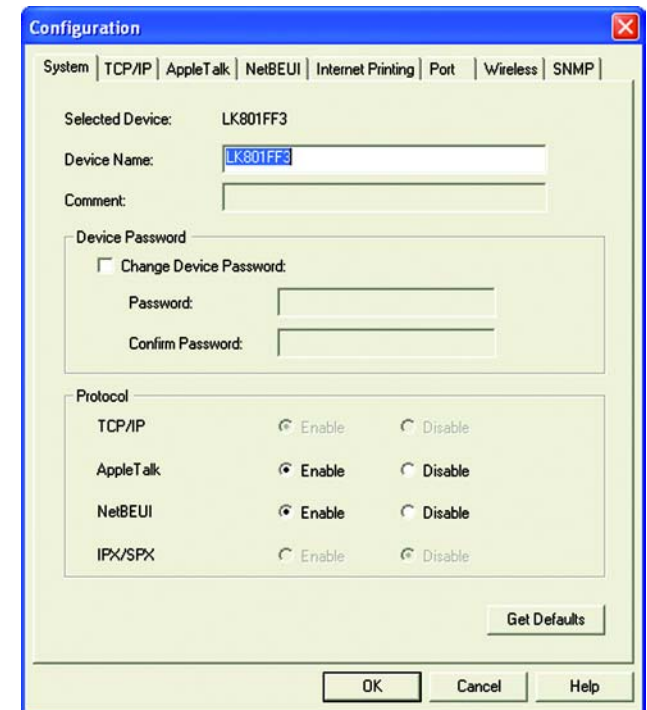 Configuration
System TCP/IP AppleTalk NetBEUI Internet Printing Port Wireless SNMP
Selected Device: LK801FF3
Device Name: LK801FF3
Comment:
Device Password
Change Device Password:
Password:
Confirm Password:
Protocol
TCP/IP Enable Disable
AppleTalk Enable Disable
NetBEUI Enable Disable
IPX/SPX Enable Disable
Get Defaults
OK Cancel Help